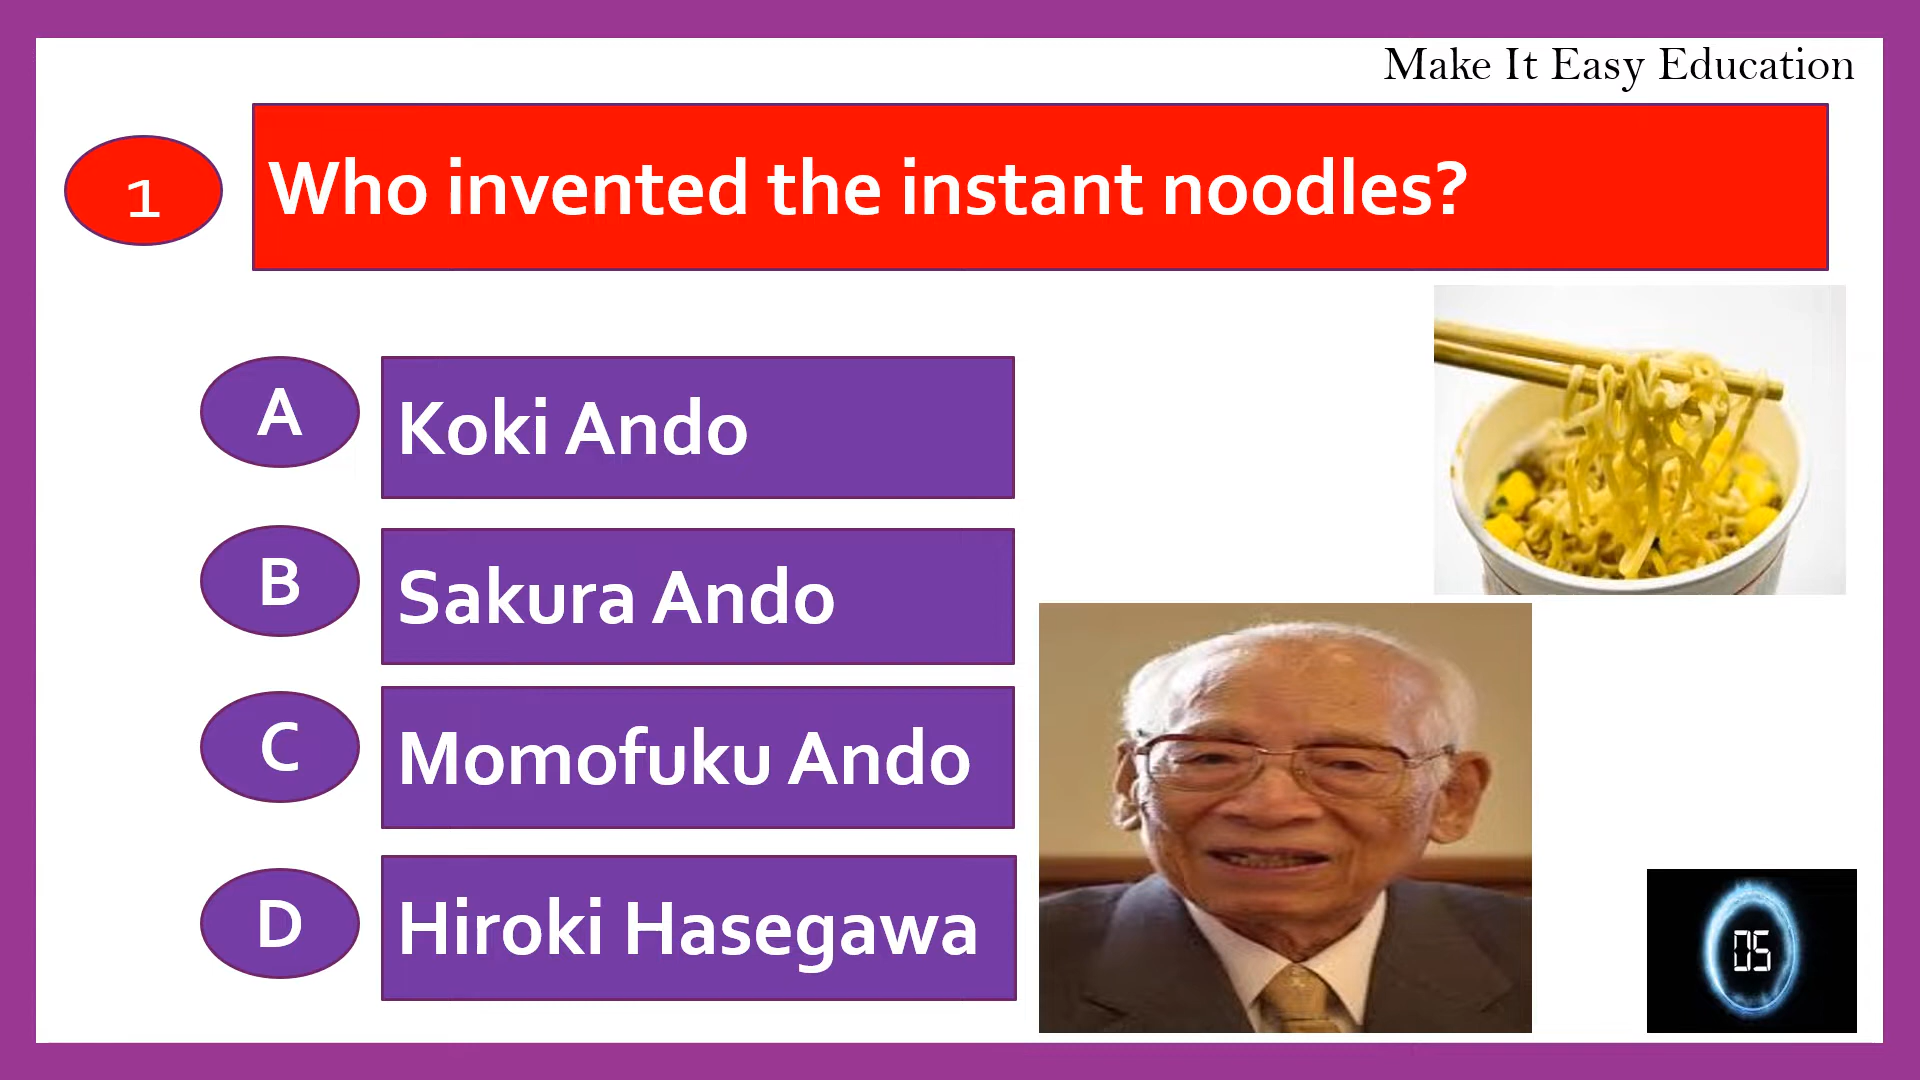 Make It Easy Education
1
Who invented the instant noodles?
A
Koki Ando
B
Sakura Ando
C
Momofuku Ando
D
Hiroki Hasegawa
05